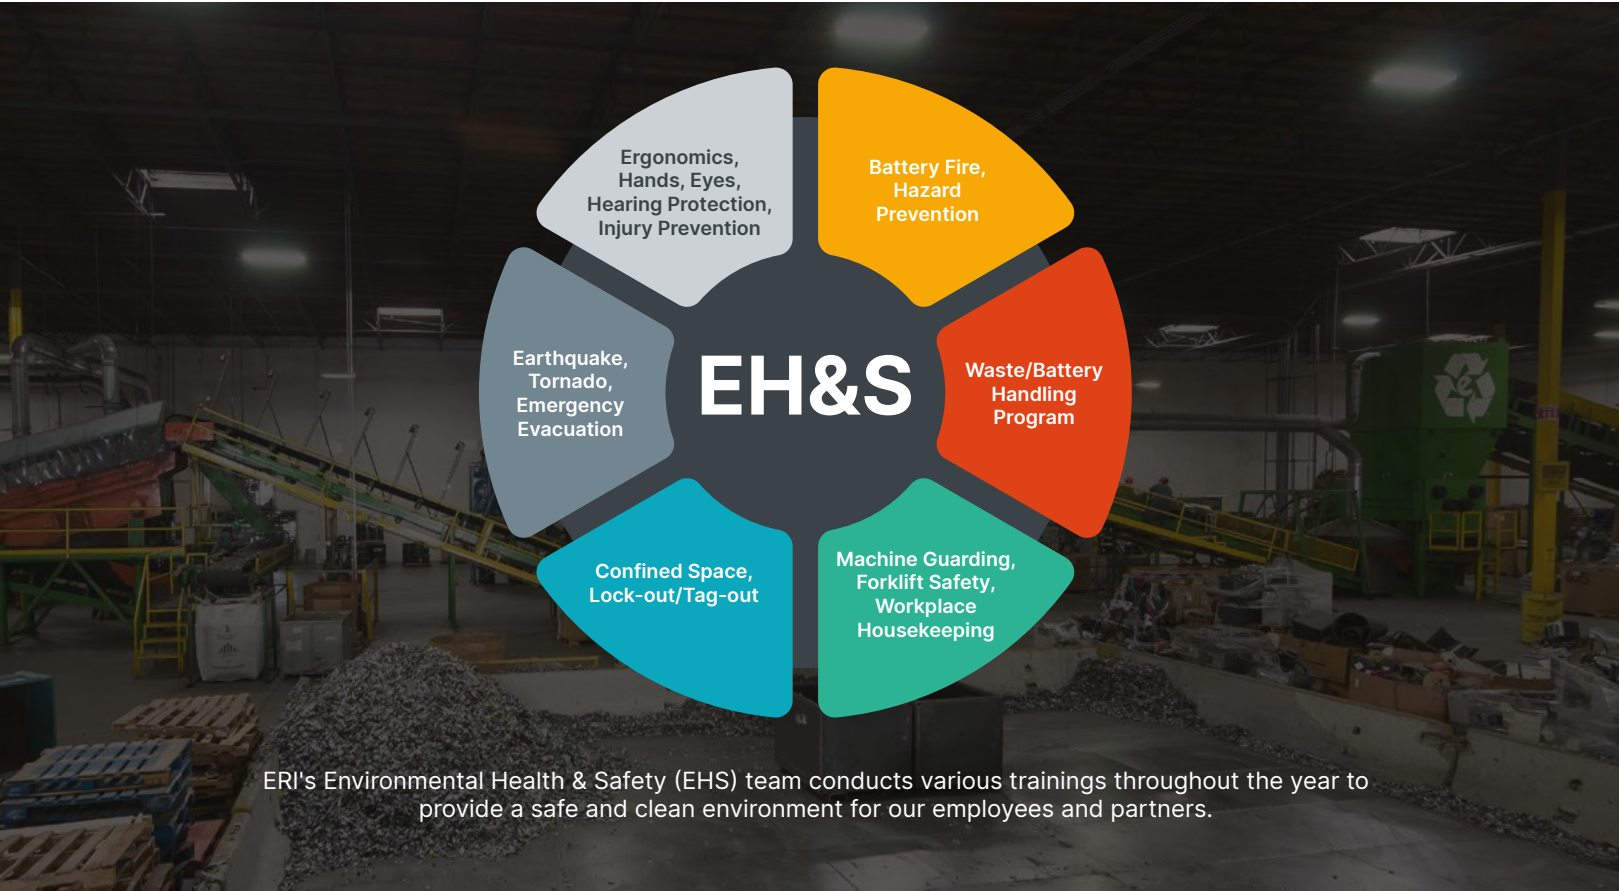 Ergonomics,
Hands, Eyes,
Hearing Protection,
Injury Prevention
Battery Fire,
Hazard
Prevention
Earthquake,
Tornado,
Emergency
Evacuation
EH&S
Waste/Battery
Handling
Program
Confined Space,
Lock-out/Tag-out
Machine Guarding,
Forklift Safety,
Workplace
Housekeeping
ERI's Environmental Health & Safety (EHS) team conducts various trainings throughout the year to
provide a safe and clean environment for our employees and partners.